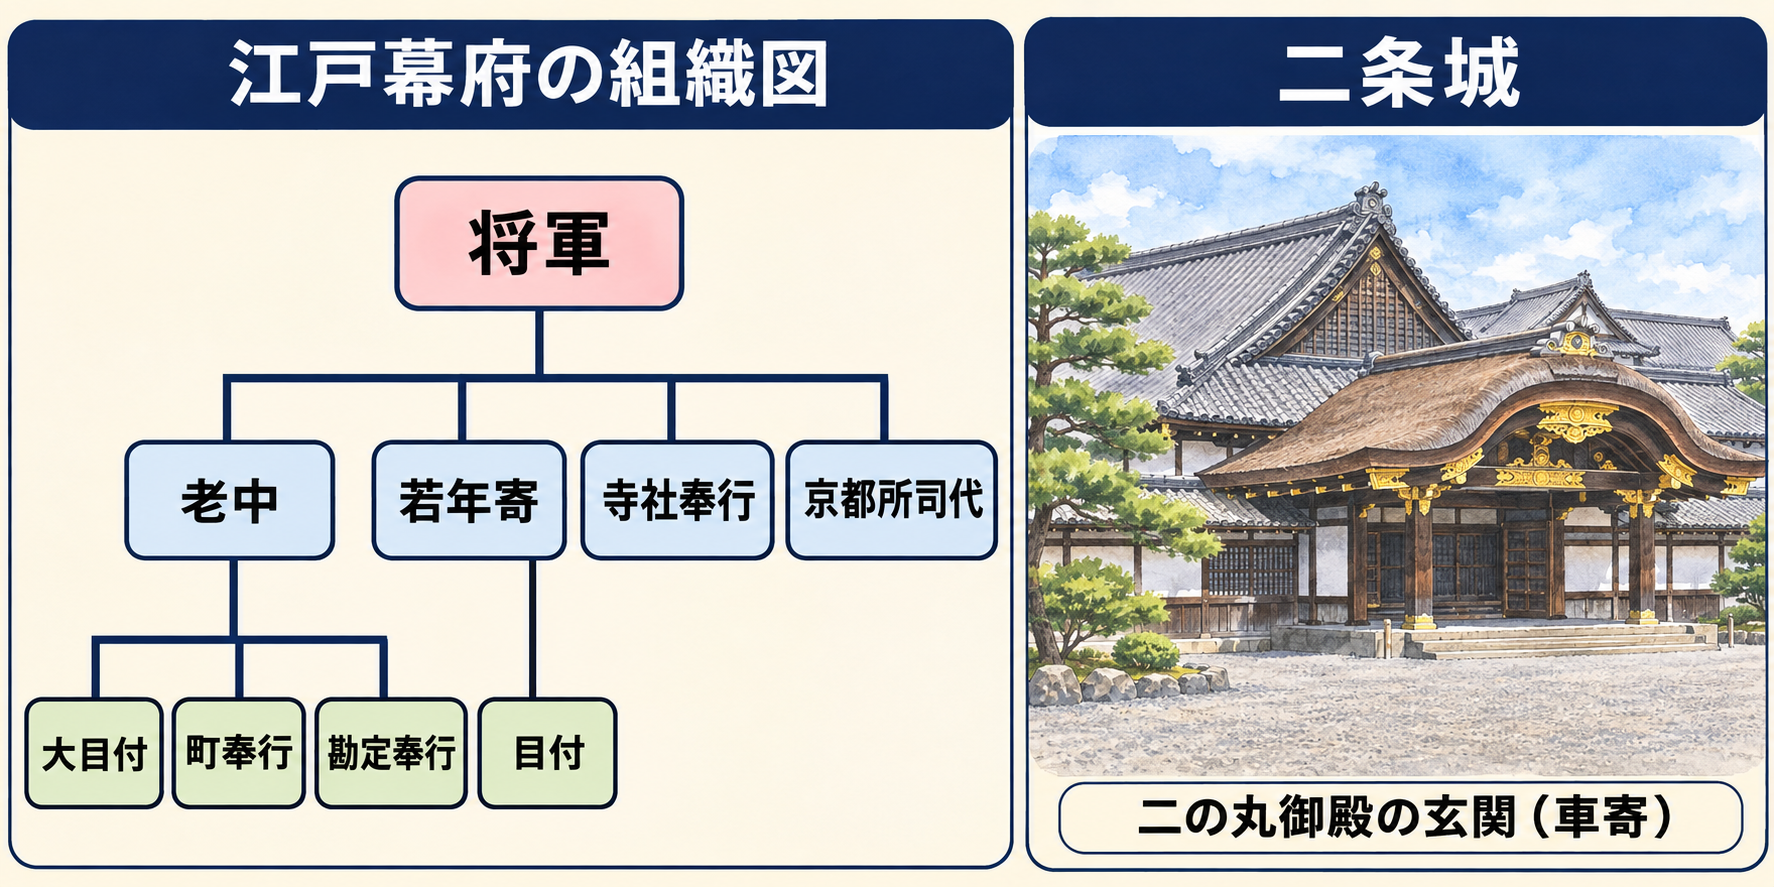 江戸幕府の組織図
将軍
老中
若年寄
寺社奉行
京都所司代
大目付
町奉行
勘定奉行
目付
二条城
二の丸御殿の玄関（車寄）